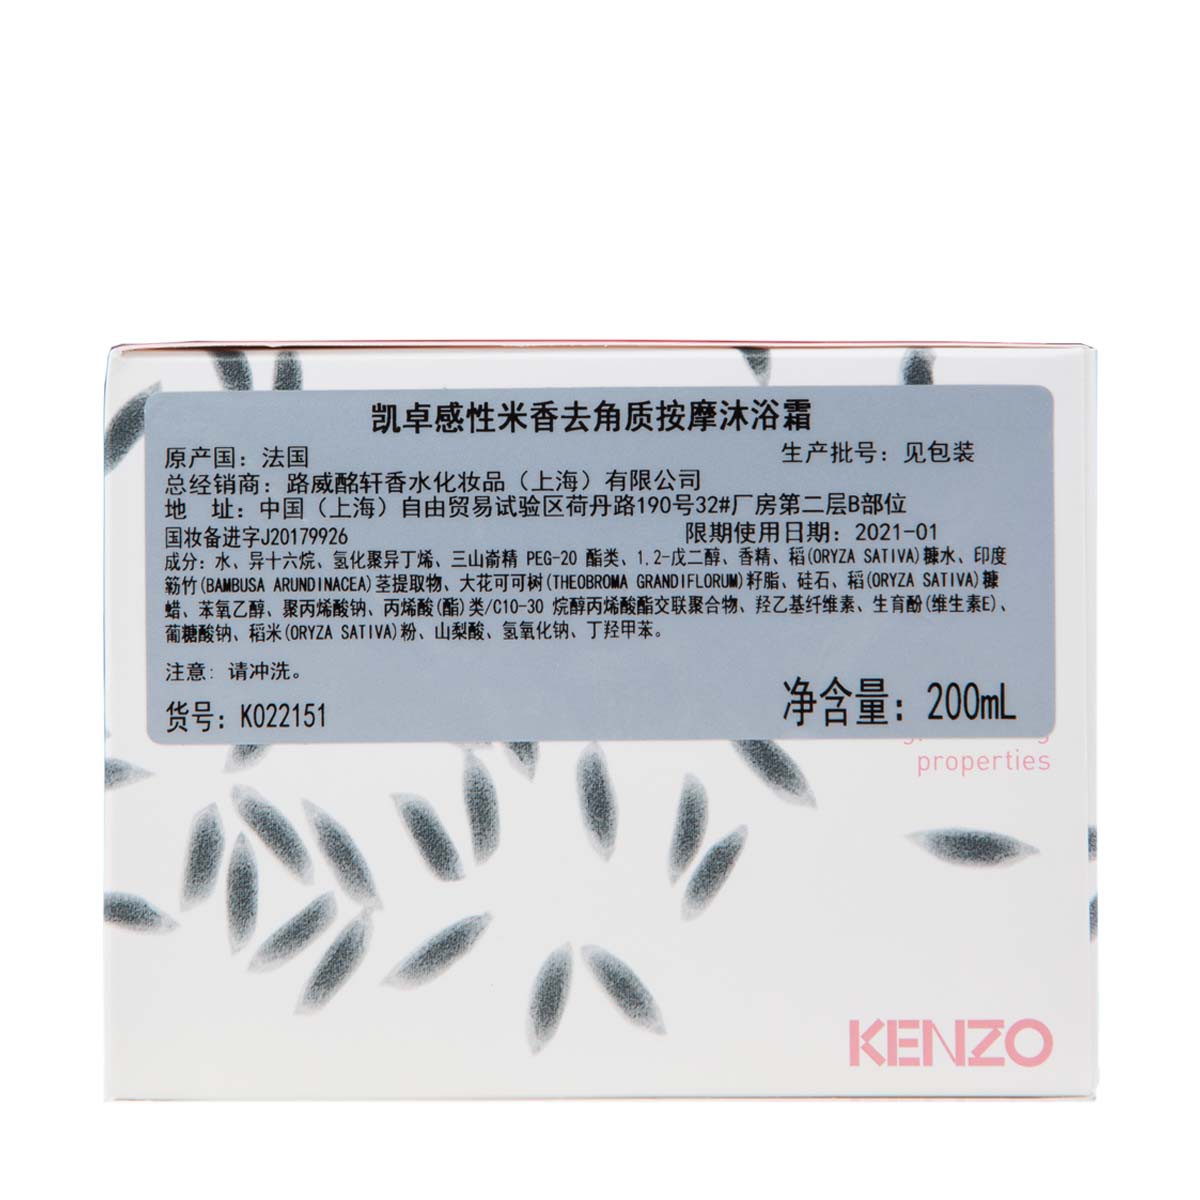 凯卓感性米香去角质按摩沐浴霜
原产国：法国 生产批号：见包装
总经销商：路威酩轩香水化妆品（上海）有限公司
地 址：中国（上海）自由贸易试验区荷丹路190号32#厂房第二层B部位
国妆备进字J20179926 限期使用日期：2021-01
成分：水、异十六烷、氢化聚异丁烯、三山嵛精 PEG-20 酯类、1.2-戊二醇、香精、稻(ORYZA SATIVA)糠水、印度
簕竹(BAMBUSA ARUNDINACEA)茎提取物、大花可可树(THEOBROMA GRANDIFLORUM)籽脂、硅石、稻(ORYZA SATIVA)糠
蜡、苯氧乙醇、聚丙烯酸钠、丙烯酸(酯)类/C10-30 烷醇丙烯酸酯交联聚合物、羟乙基纤维素、生育酚(维生素E)、
葡糖酸钠、稻米(ORYZA SATIVA)粉、山梨酸、氢氧化钠、丁羟甲苯。
注意：请冲洗。
货号：K022151 净含量：200mL
properties
KENZO